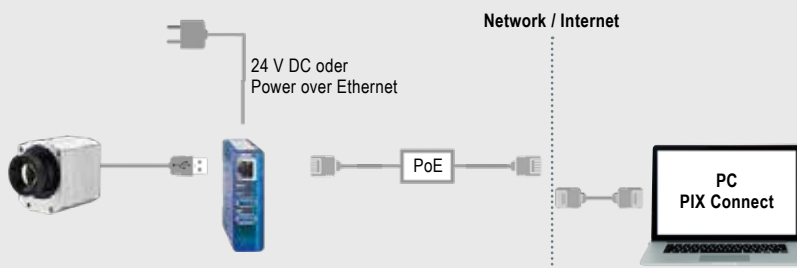 Network / Internet
24 V DC oder
Power over Ethernet
PoE
PC
PIX Connect